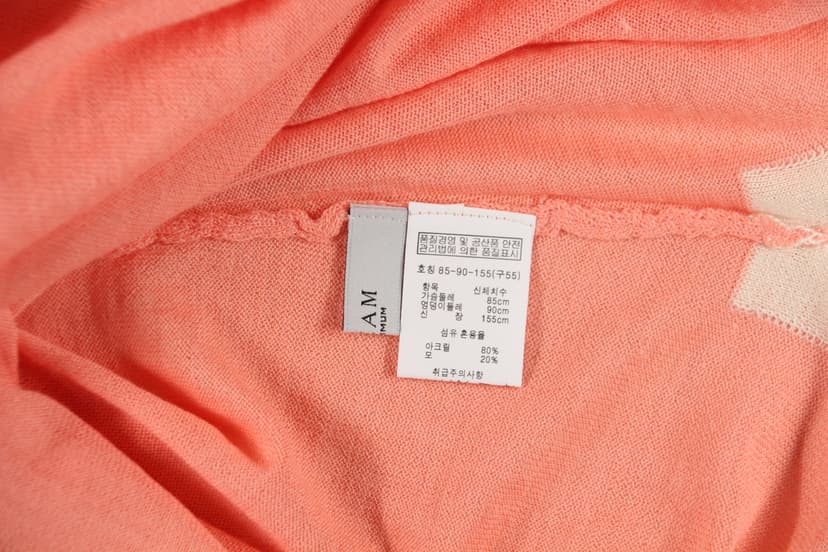 AM
MUM
품질경영 및 공산품 안전
관리법에 의한 품질표시
호칭 85-90-155(구55)
항목 신체치수
가슴둘레 85cm
엉덩이둘레 90cm
신 장 155cm
섬유 혼용율
아크릴 80%
모 20%
취급주의사항